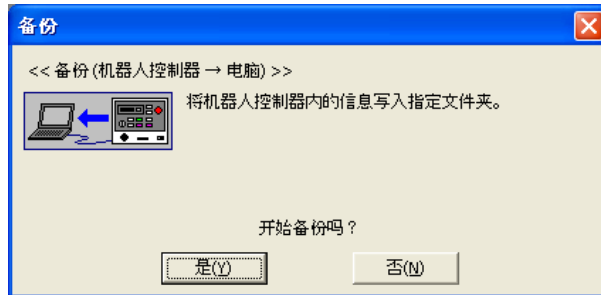 备份
<< 备份(机器人控制器 → 电脑) >>
将机器人控制器内的信息写入指定文件夹。
开始备份吗？
是(Y)
否(N)